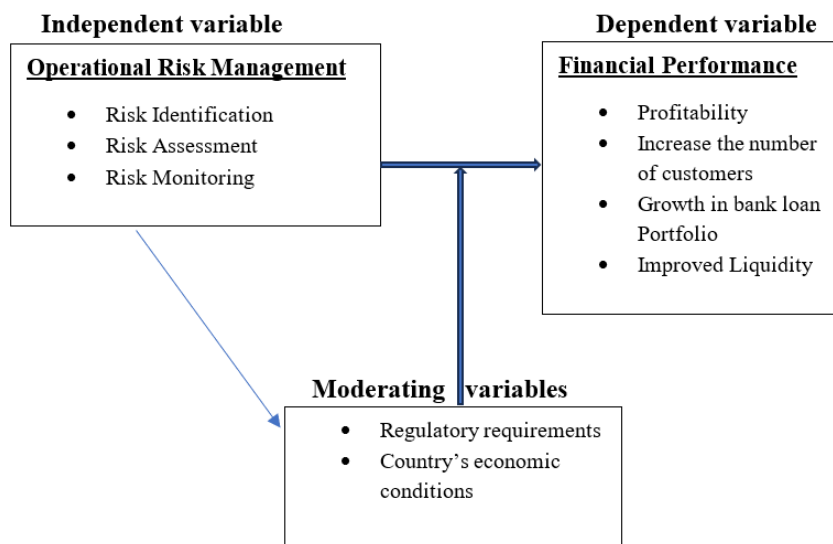 Independent variable
Operational Risk Management
• Risk Identification
• Risk Assessment
• Risk Monitoring
Dependent variable
Financial Performance
• Profitability
• Increase the number
of customers
• Growth in bank loan
Portfolio
• Improved Liquidity
Moderating variables
• Regulatory requirements
• Country’s economic
conditions